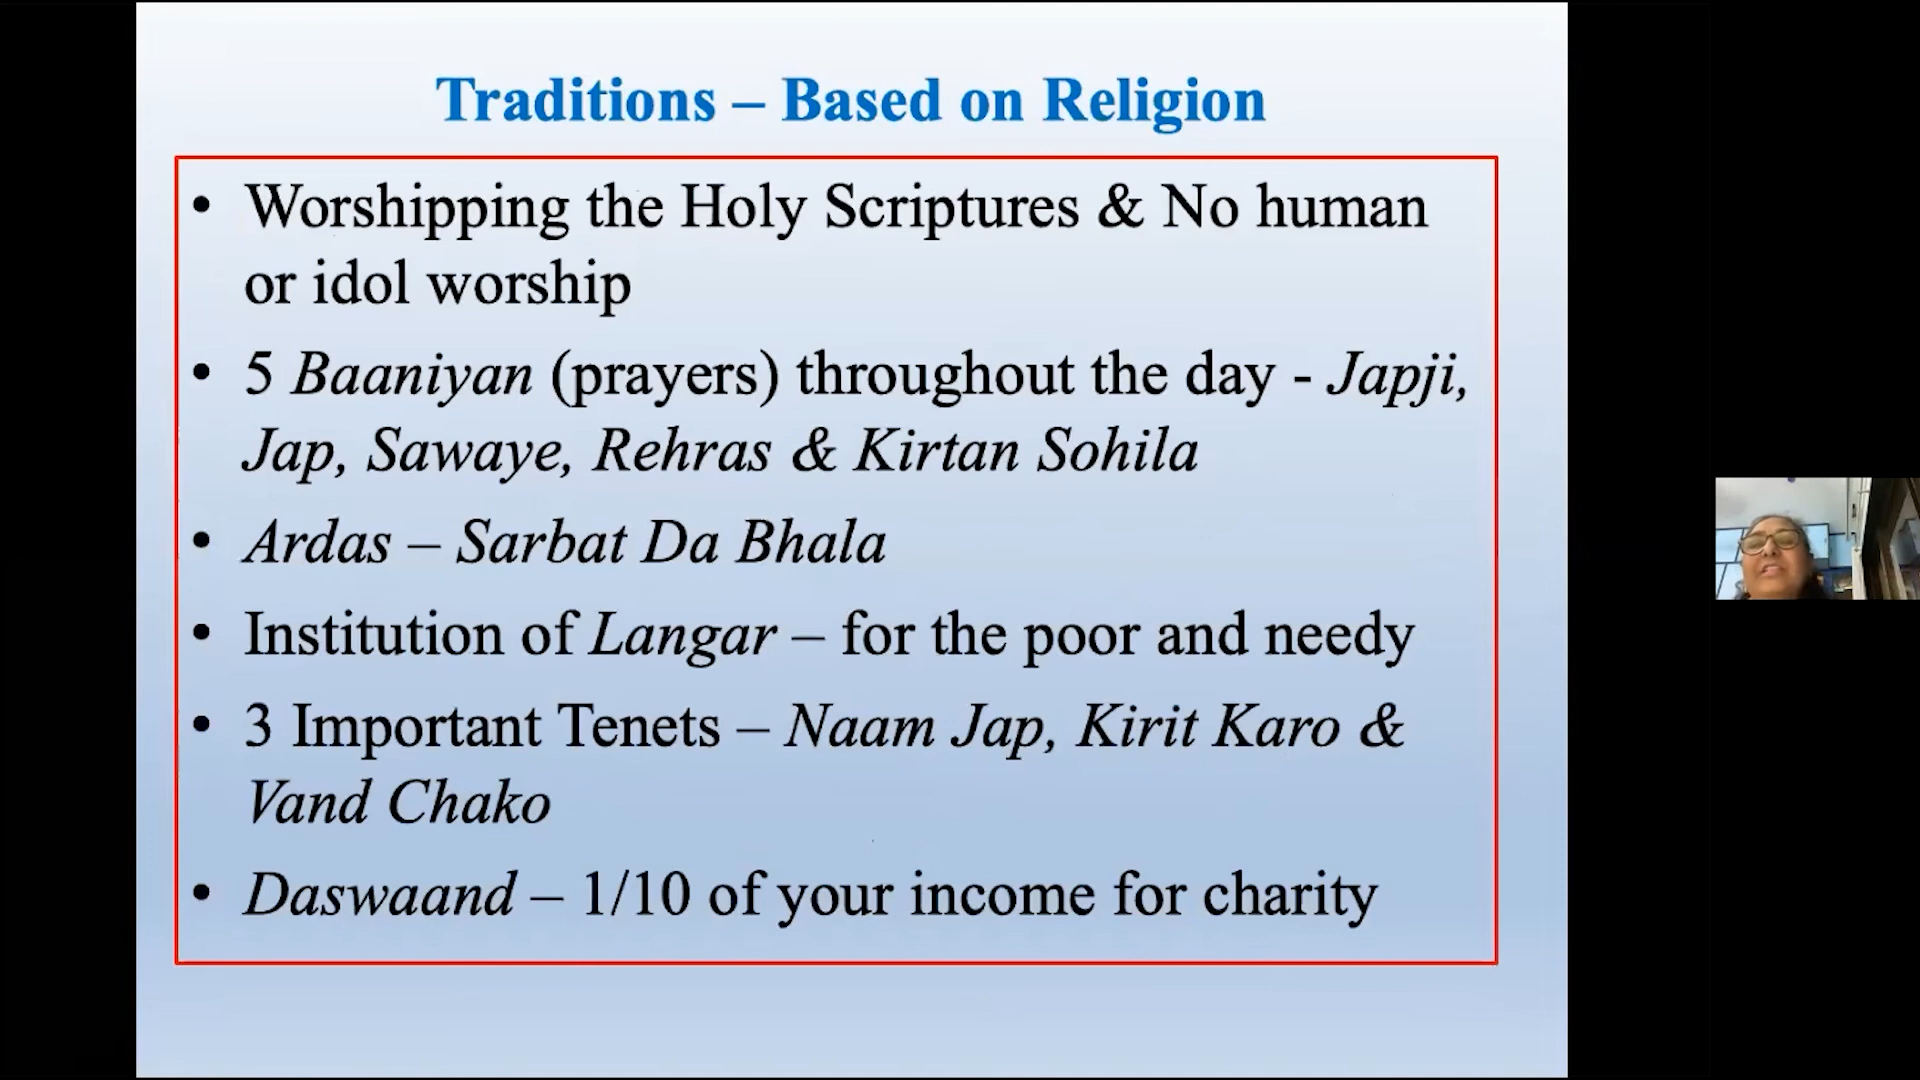 Traditions – Based on Religion
• Worshipping the Holy Scriptures & No human
or idol worship
• 5 Baaniyan (prayers) throughout the day - Japji,
Jap, Sawaye, Rehras & Kirtan Sohila
• Ardas – Sarbat Da Bhala
• Institution of Langar – for the poor and needy
• 3 Important Tenets – Naam Jap, Kirit Karo &
Vand Chako
• Daswaand – 1/10 of your income for charity